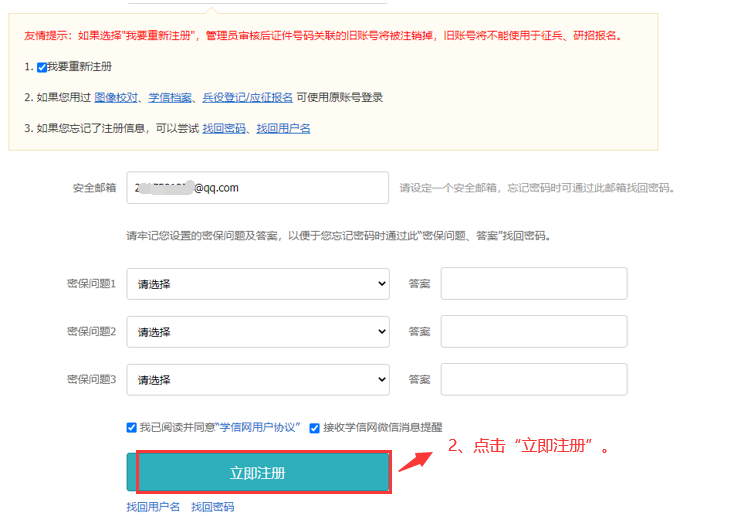 友情提示：如果选择"我要重新注册"，管理员审核后证件号码关联的旧账号将被注销掉，旧账号将不能使用于征兵、研招报名。
1. 我要重新注册
2. 如果您用过 图像校对、学信档案、兵役登记/应征报名 可使用原账号登录
3. 如果您忘记了注册信息，可以尝试 找回密码、找回用户名
安全邮箱 @qq.com 请设定一个安全邮箱，忘记密码时可通过此邮箱找回密码。
请牢记您设置的密保问题及答案，以便于您忘记密码时通过此"密保问题、答案"找回密码。
密保问题1 请选择 答案
密保问题2 请选择 答案
密保问题3 请选择 答案
我已阅读并同意"学信网用户协议" 接收学信网微信消息提醒
2、点击“立即注册”。
立即注册
找回用户名 找回密码